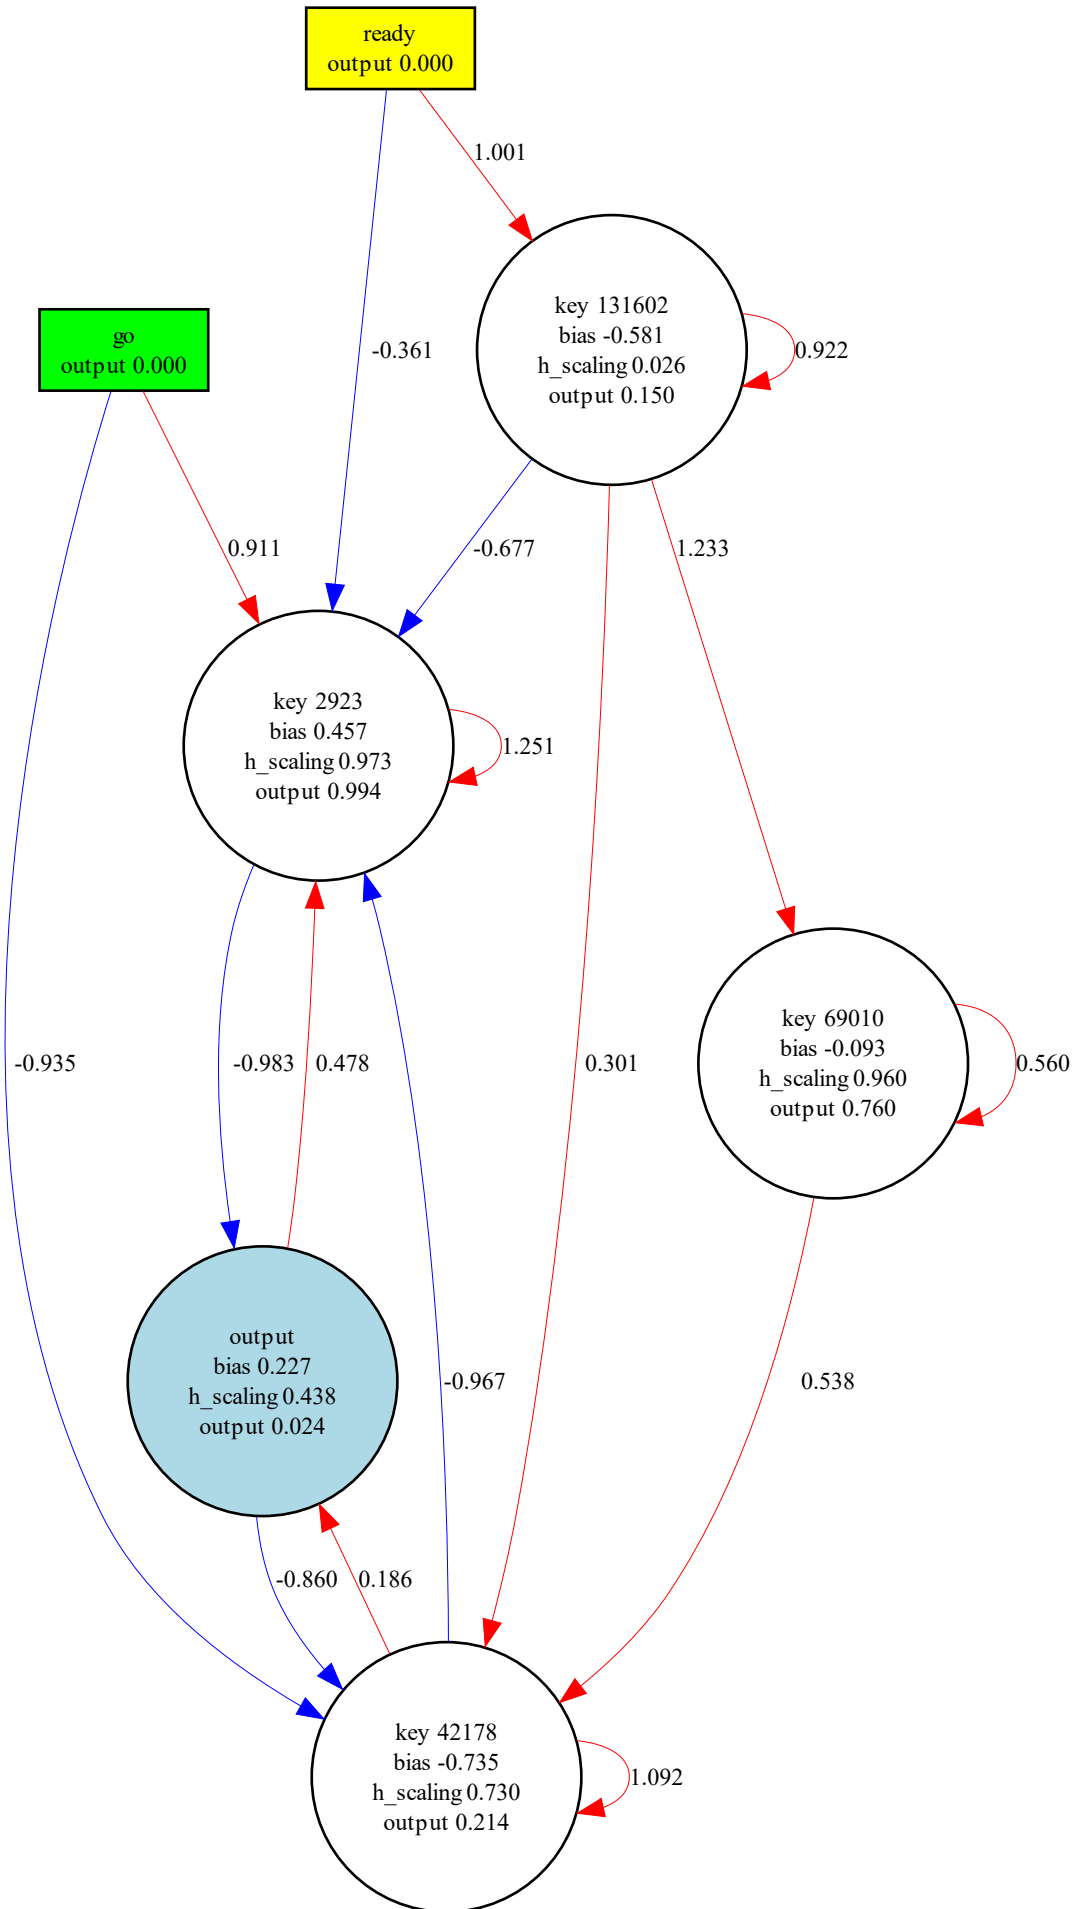 ready
output 0.000
1.001
go
output 0.000
-0.361
key 131602
bias -0.581
h_scaling 0.026
output 0.150
0.922
0.911
-0.677
1.233
key 2923
bias 0.457
h_scaling 0.973
output 0.994
1.251
-0.935
-0.983
0.478
0.301
key 69010
bias -0.093
h_scaling 0.960
output 0.760
0.560
output
bias 0.227
h_scaling 0.438
output 0.024
-0.967
0.538
-0.860
0.186
key 42178
bias -0.735
h_scaling 0.730
output 0.214
1.092